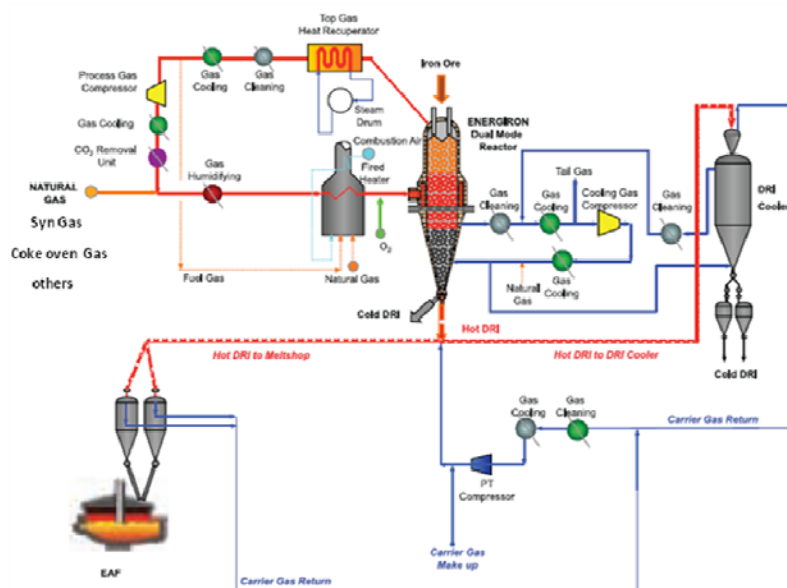 Top Gas
Heat Recuperator
Iron Ore
Process Gas
Compressor
Gas
Cooling
Gas
Cleaning
Steam
Drum
ENERGIRON
Dual Mode
Reactor
Gas Cooling
Combustion Air
CO₂ Removal
Unit
Gas
Humidifying
Fired
Heater
Tail Gas
Gas
Cleaning
Gas
Cooling
Cooling Gas
Compressor
Gas
Cleaning
DRI
Cooler
NATURAL
GAS
Syn Gas
Coke oven Gas
others
O₂
Fuel Gas
Natural Gas
Natural
Gas
Gas
Cooling
Cold DRI
Hot DRI
Hot DRI to Meltshop
Hot DRI to DRI Cooler
Cold DRI
Gas
Cooling
Gas
Cleaning
Carrier Gas Return
PT
Compressor
Carrier Gas
Make up
EAF
Carrier Gas Return